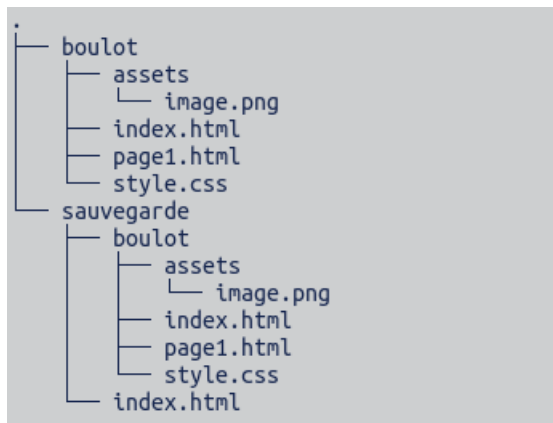 .
├── boulot
│   ├── assets
│   │   └── image.png
│   ├── index.html
│   ├── page1.html
│   └── style.css
└── sauvegarde
    ├── boulot
    │   ├── assets
    │   │   └── image.png
    │   ├── index.html
    │   ├── page1.html
    │   └── style.css
    └── index.html